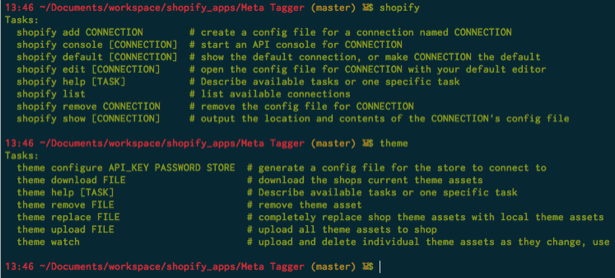 13:46 ~/Documents/workspace/shopify_apps/Meta Tagger (master) $ shopify
Tasks:
shopify add CONNECTION # create a config file for a connection named CONNECTION
shopify console [CONNECTION] # start an API console for CONNECTION
shopify default [CONNECTION] # show the default connection, or make CONNECTION the default
shopify edit [CONNECTION] # open the config file for CONNECTION with your default editor
shopify help [TASK] # Describe available tasks or one specific task
shopify list # list available connections
shopify remove CONNECTION # remove the config file for CONNECTION
shopify show [CONNECTION] # output the location and contents of the CONNECTION's config file
13:46 ~/Documents/workspace/shopify_apps/Meta Tagger (master) $ theme
Tasks:
theme configure API_KEY PASSWORD STORE # generate a config file for the store to connect to
theme download FILE # download the shops current theme assets
theme help [TASK] # Describe available tasks or one specific task
theme remove FILE # remove theme asset
theme replace FILE # completely replace shop theme assets with local theme assets
theme upload FILE # upload all theme assets to shop
theme watch # upload and delete individual theme assets as they change, use
13:46 ~/Documents/workspace/shopify_apps/Meta Tagger (master) $